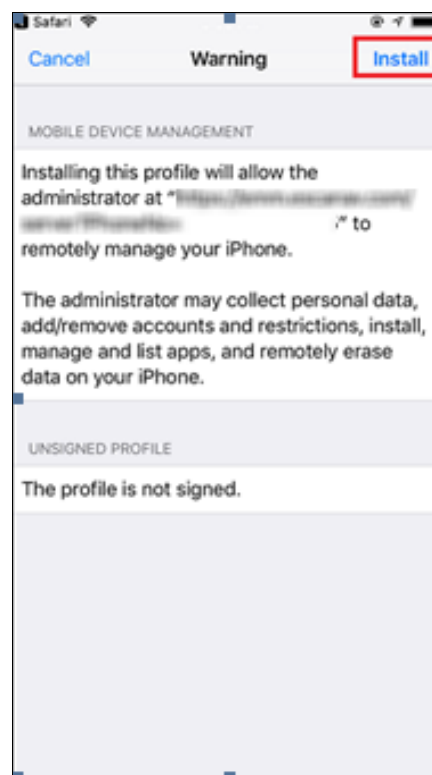 Safari
Cancel
Warning
Install
MOBILE DEVICE MANAGEMENT
Installing this profile will allow the
administrator at “
” to
remotely manage your iPhone.
The administrator may collect personal data,
add/remove accounts and restrictions, install,
manage and list apps, and remotely erase
data on your iPhone.
UNSIGNED PROFILE
The profile is not signed.